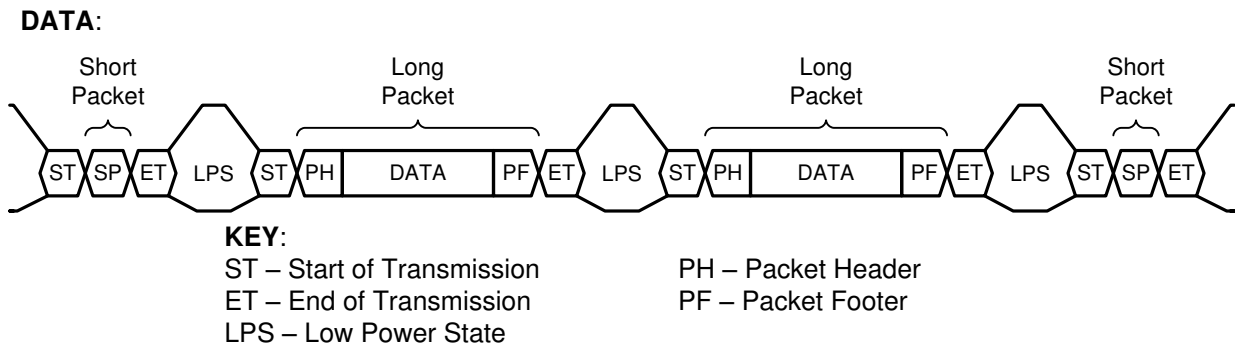 DATA:
Short Packet
Long Packet
Long Packet
Short Packet
ST SP ET LPS ST PH DATA PF ET LPS ST PH DATA PF ET LPS ST SP ET
KEY:
ST – Start of Transmission
ET – End of Transmission
LPS – Low Power State
PH – Packet Header
PF – Packet Footer